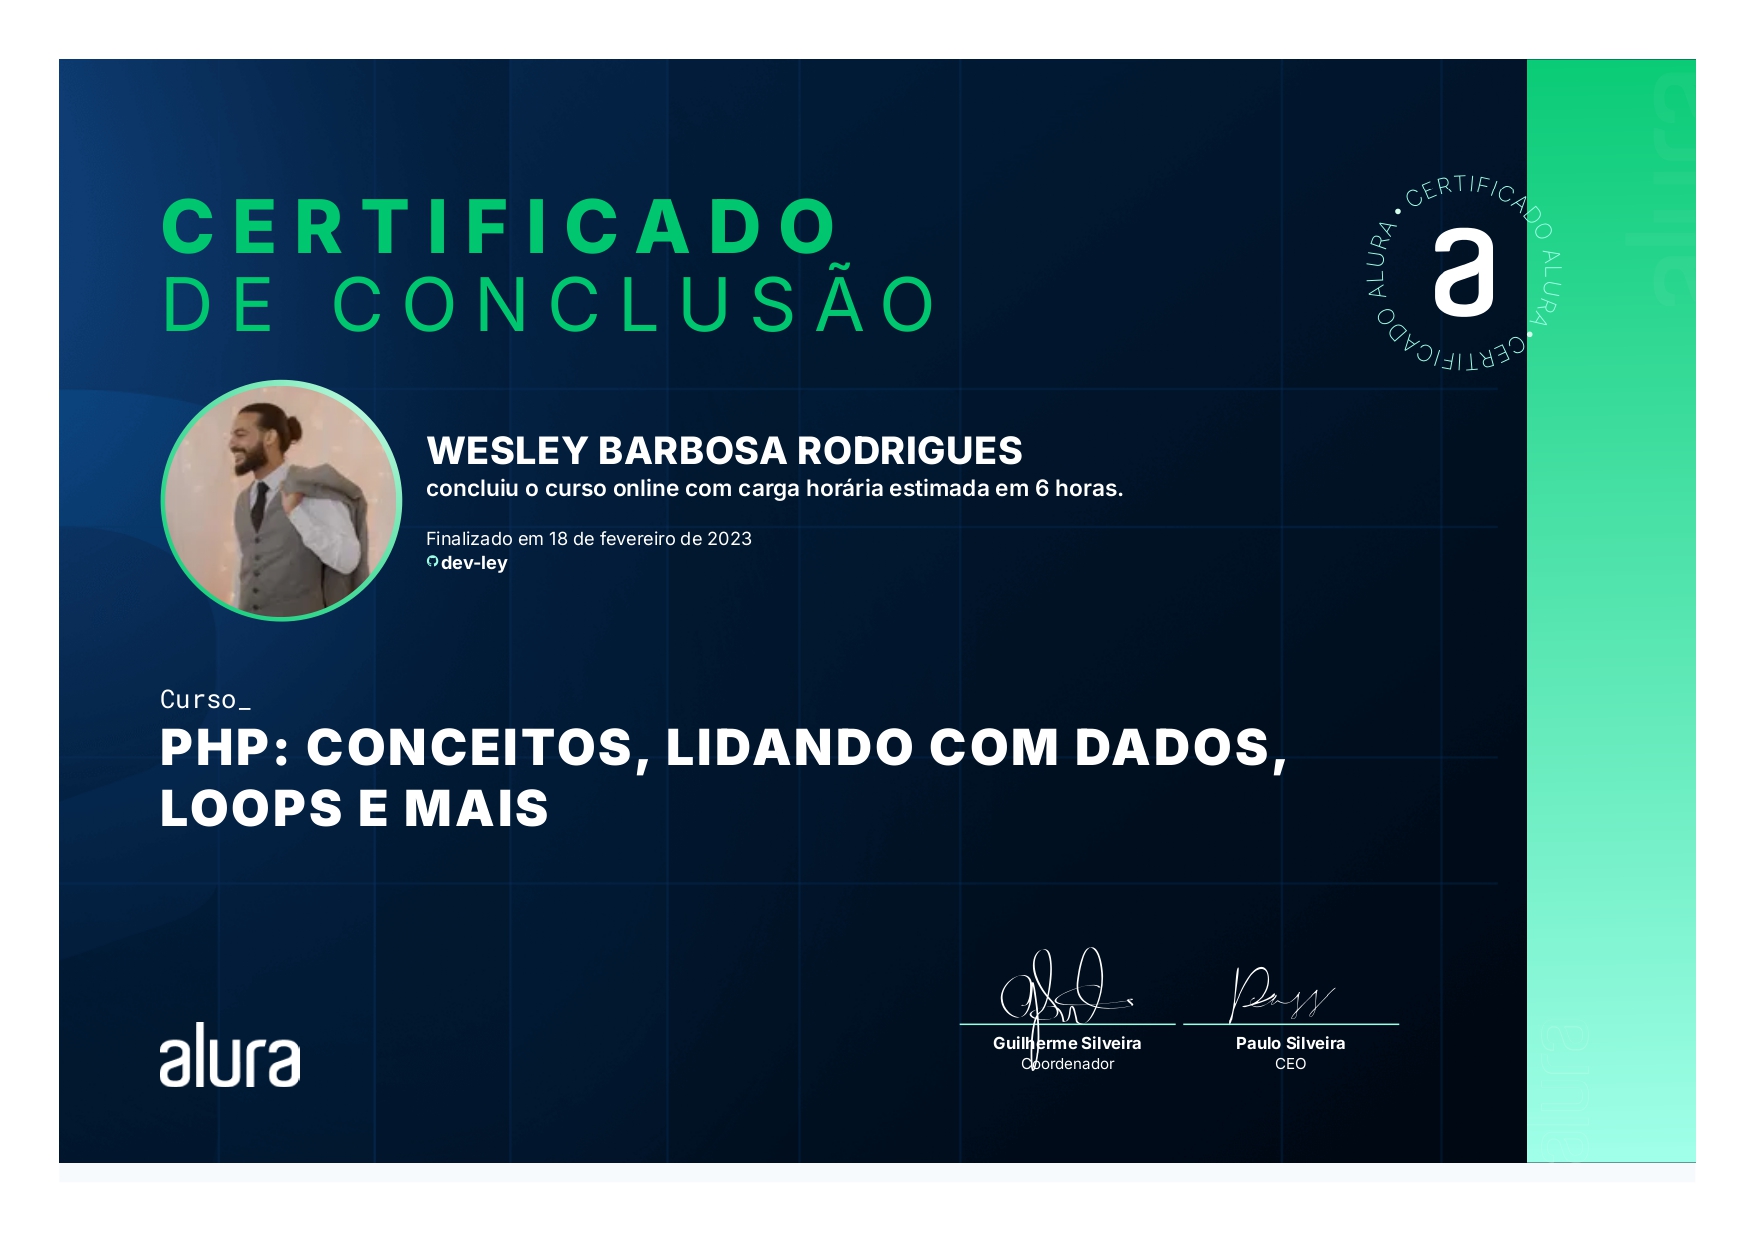 CERTIFICADO
DE CONCLUSÃO
CERTIFICADO ALURA • CERTIFICADO ALURA •
a
WESLEY BARBOSA RODRIGUES
concluiu o curso online com carga horária estimada em 6 horas.
Finalizado em 18 de fevereiro de 2023
dev-ley
Curso_
PHP: CONCEITOS, LIDANDO COM DADOS,
LOOPS E MAIS
alura
Guilherme Silveira
Coordenador
Paulo Silveira
CEO
alura
alura